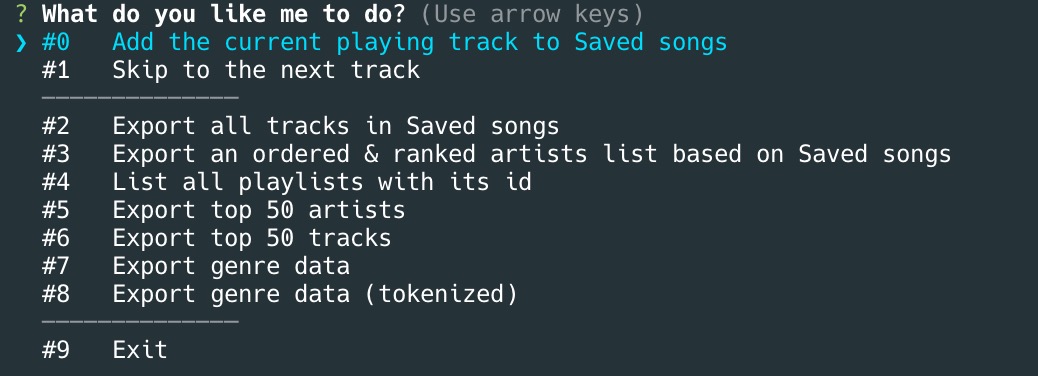 ? What do you like me to do? (Use arrow keys)
❯ #0   Add the current playing track to Saved songs
#1   Skip to the next track
──────────────
#2   Export all tracks in Saved songs
#3   Export an ordered & ranked artists list based on Saved songs
#4   List all playlists with its id
#5   Export top 50 artists
#6   Export top 50 tracks
#7   Export genre data
#8   Export genre data (tokenized)
──────────────
#9   Exit